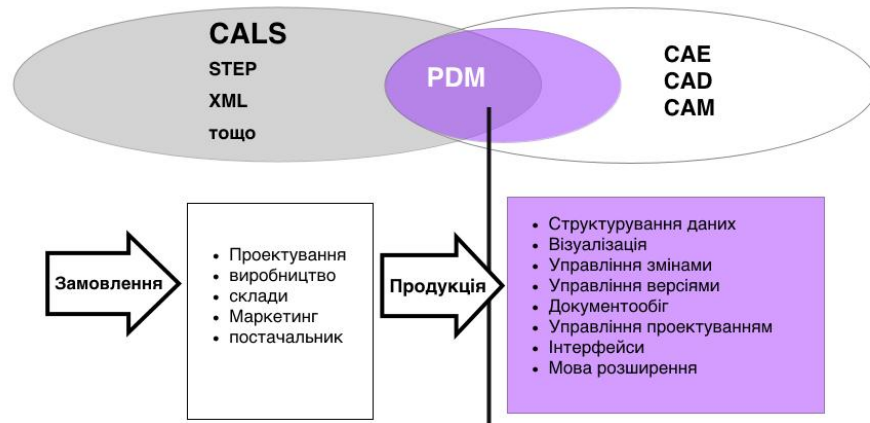 CALS
STEP
XML
тощо
PDM
CAE
CAD
CAM
Замовлення
• Проектування
• виробництво
• склади
• Маркетинг
• постачальник
Продукція
• Структурування даних
• Візуалізація
• Управління змінами
• Управління версіями
• Документообіг
• Управління проектуванням
• Інтерфейси
• Мова розширення